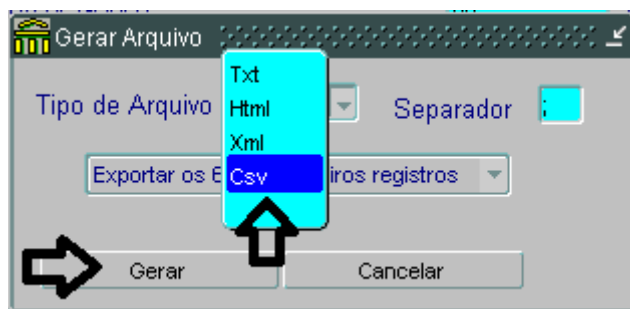 Gerar Arquivo
Txt
Tipo de Arquivo Html Separador ;
Xml
Exportar os Csv iros registros
Gerar Cancelar